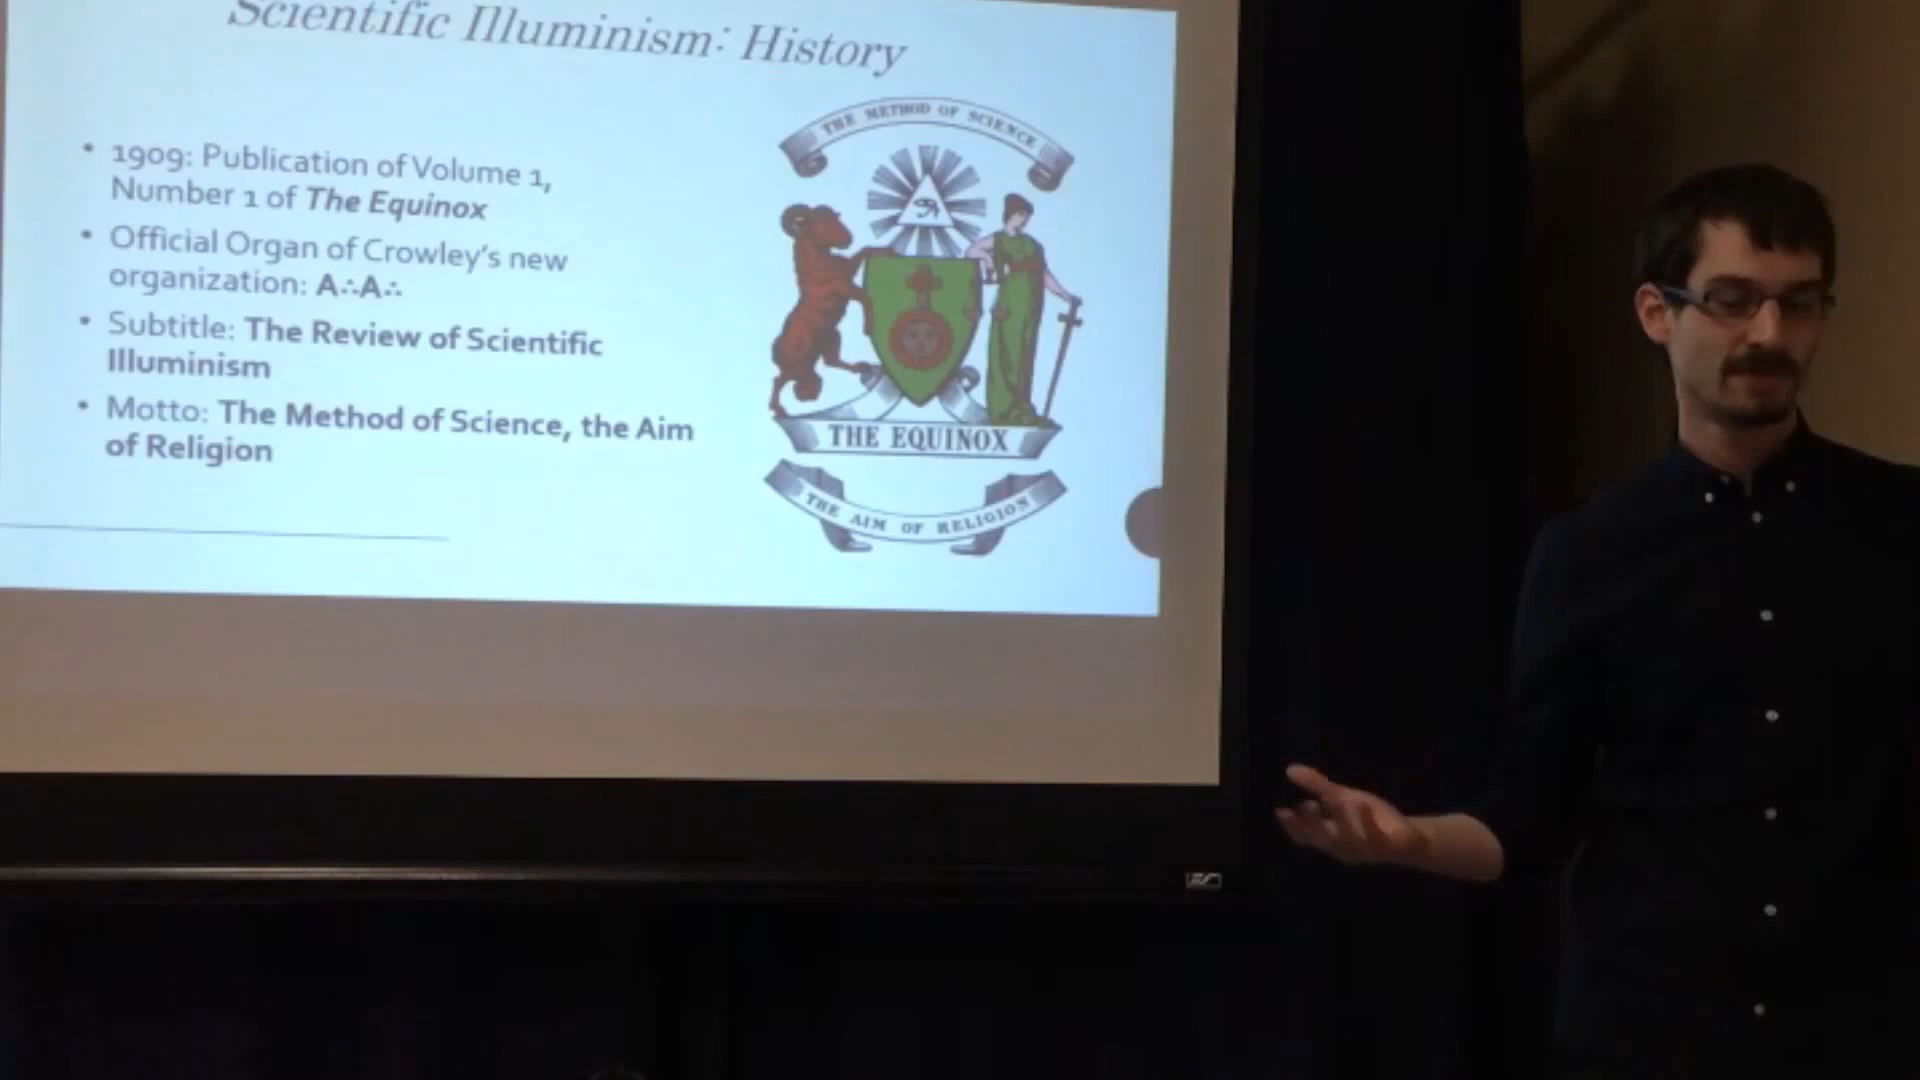 Scientific Illuminism: History
• 1909: Publication of Volume 1,
Number 1 of The Equinox
• Official Organ of Crowley's new
organization: A∴A∴
• Subtitle: The Review of Scientific
Illuminism
• Motto: The Method of Science, the Aim
of Religion
THE METHOD OF SCIENCE
THE EQUINOX
THE AIM OF RELIGION